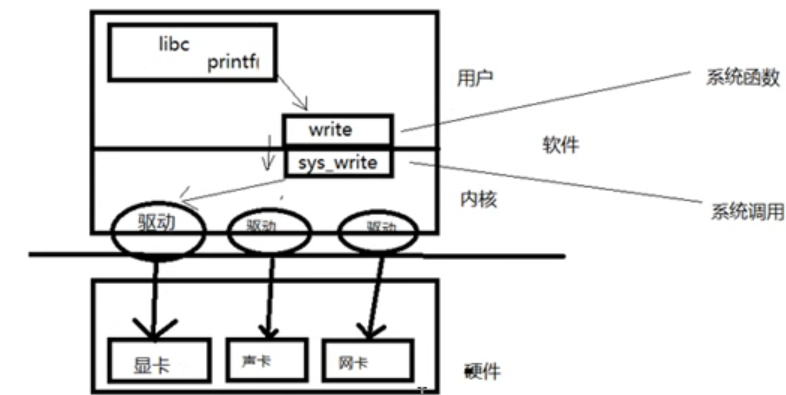 libc
printf
用户
系统函数
write
软件
sys_write
内核
系统调用
驱动
驱动
驱动
显卡
声卡
网卡
硬件